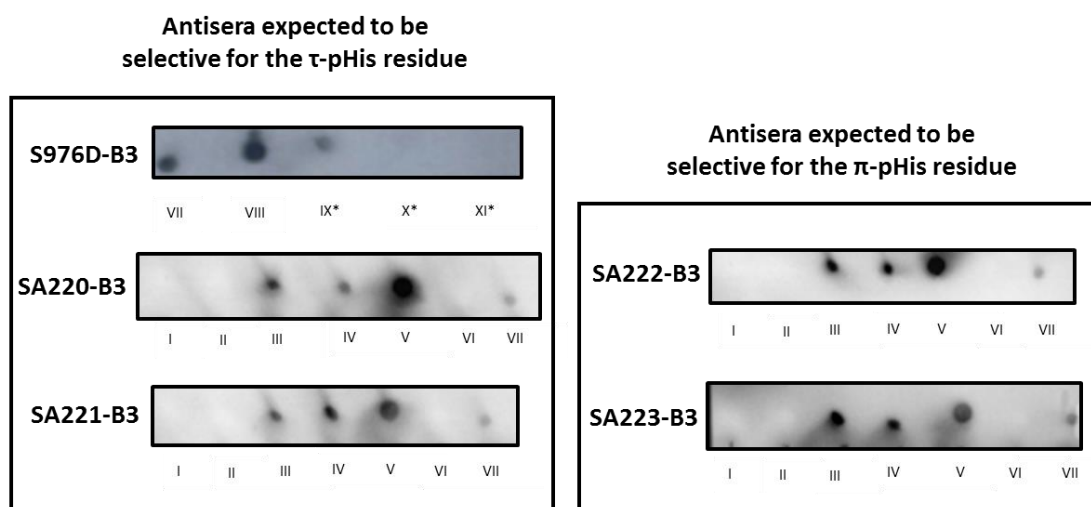 Antisera expected to be
selective for the τ-pHis residue
S976D-B3
VII VIII IX* X* XI*
SA220-B3
I II III IV V VI VII
SA221-B3
I II III IV V VI VII
Antisera expected to be
selective for the π-pHis residue
SA222-B3
I II III IV V VI VII
SA223-B3
I II III IV V VI VII